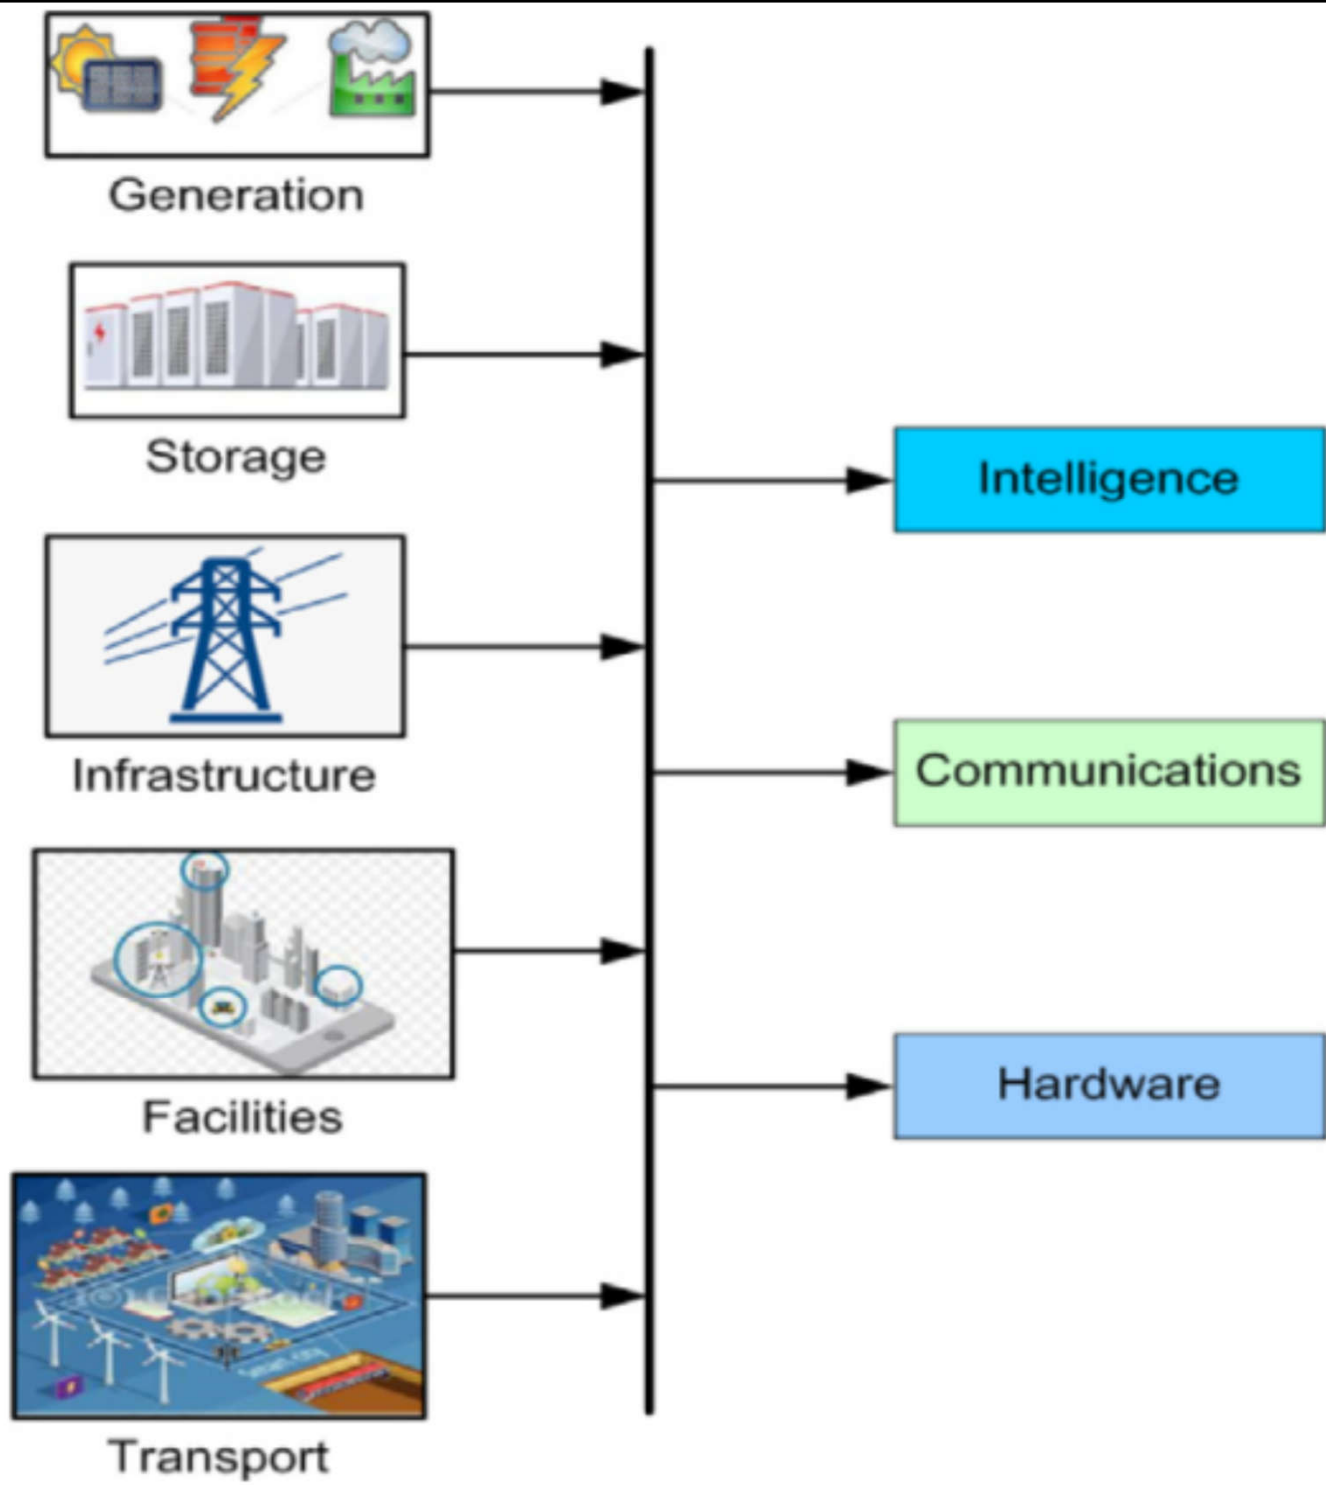 Generation
Storage
Intelligence
Infrastructure
Communications
Hardware
Facilities
Transport